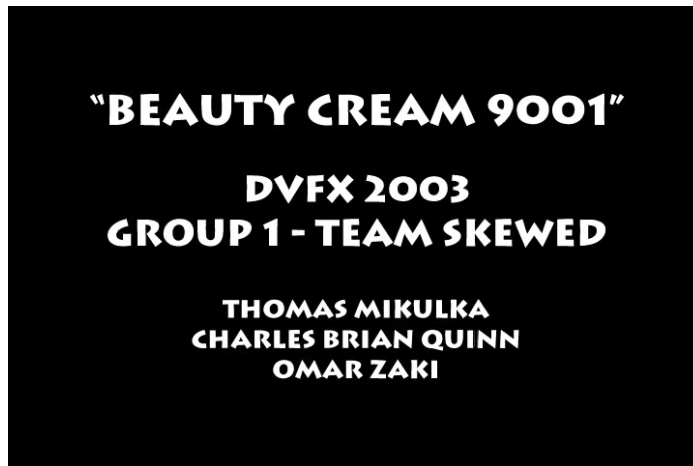 "BEAUTY CREAM 9001"
DVFX 2003
GROUP 1 - TEAM SKEWED
THOMAS MIKULKA
CHARLES BRIAN QUINN
OMAR ZAKI